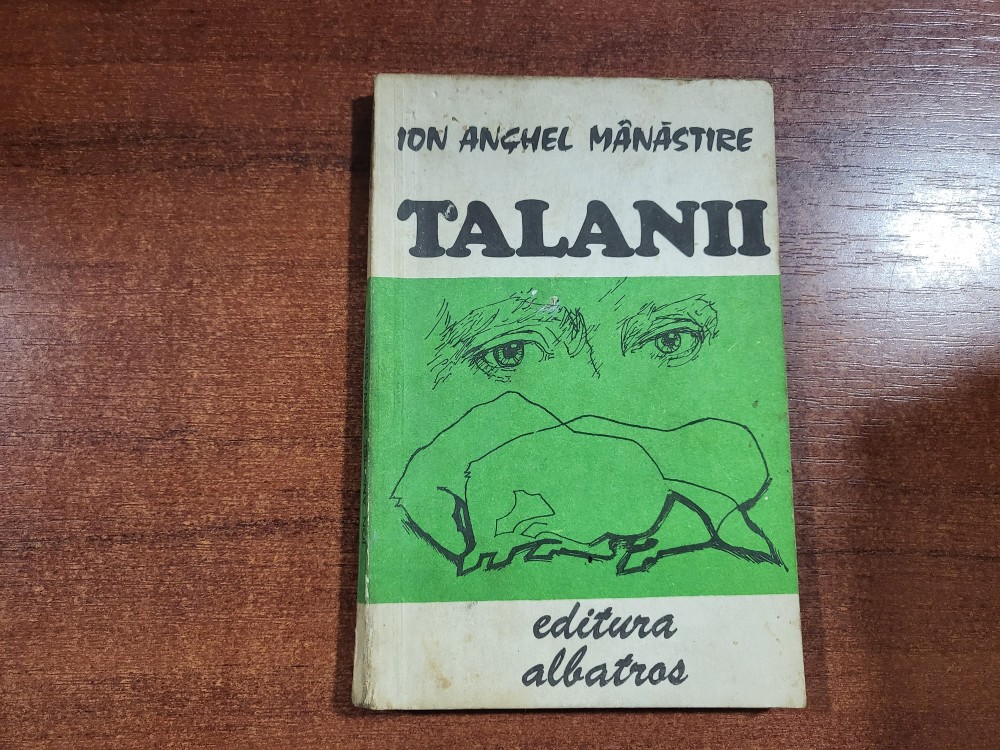 ION ANGHEL MÂNĂSTIRE
TALANII
editura
albatros